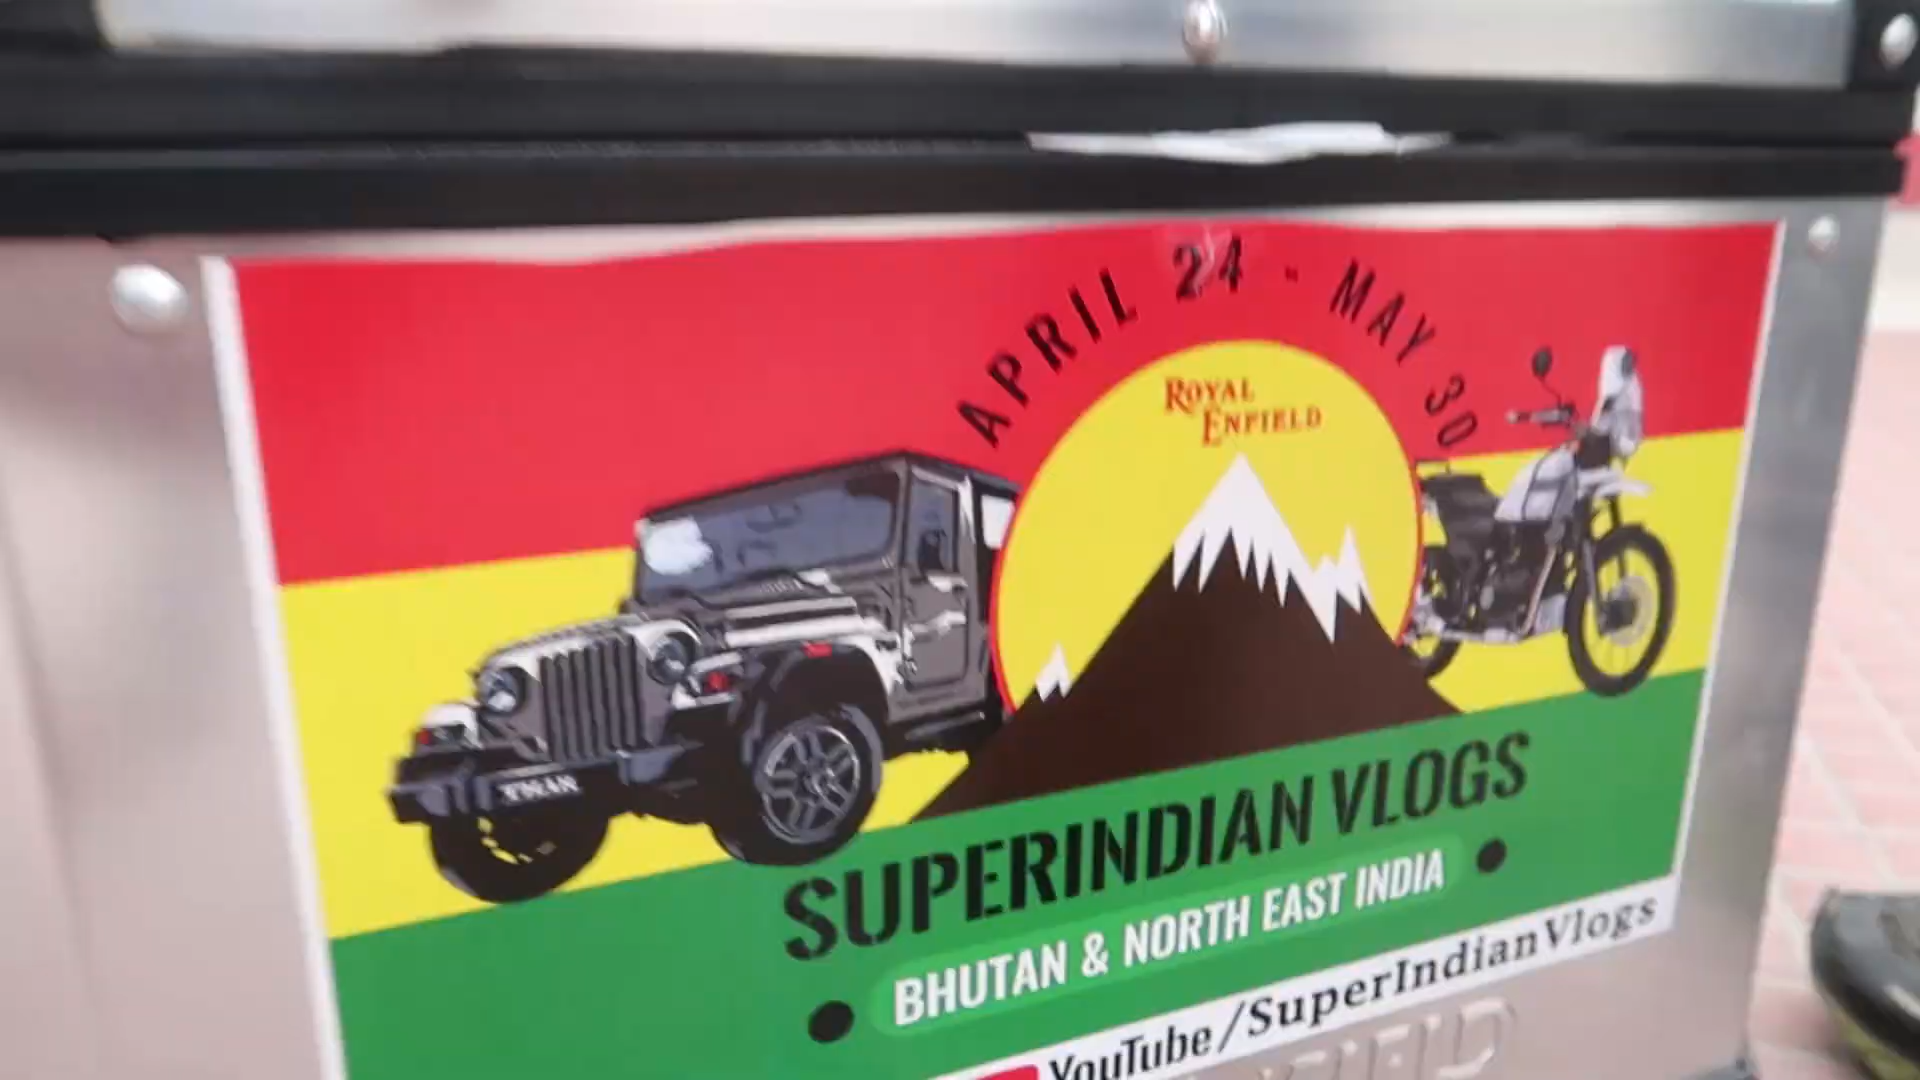 APRIL 24 - MAY 30
ROYAL
ENFIELD
SUPERINDIAN VLOGS
BHUTAN & NORTH EAST INDIA
YouTube/SuperIndianVlogs